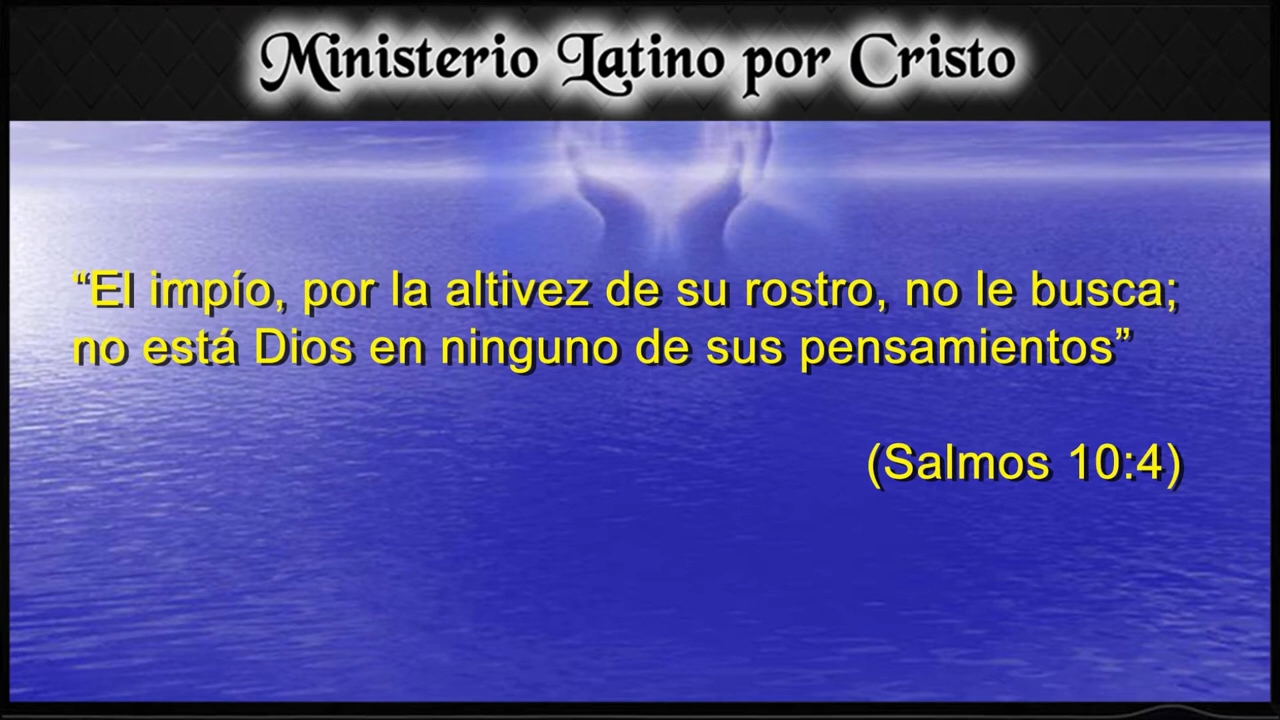 Ministerio Latino por Cristo
“El impío, por la altivez de su rostro, no le busca;
no está Dios en ninguno de sus pensamientos”
(Salmos 10:4)